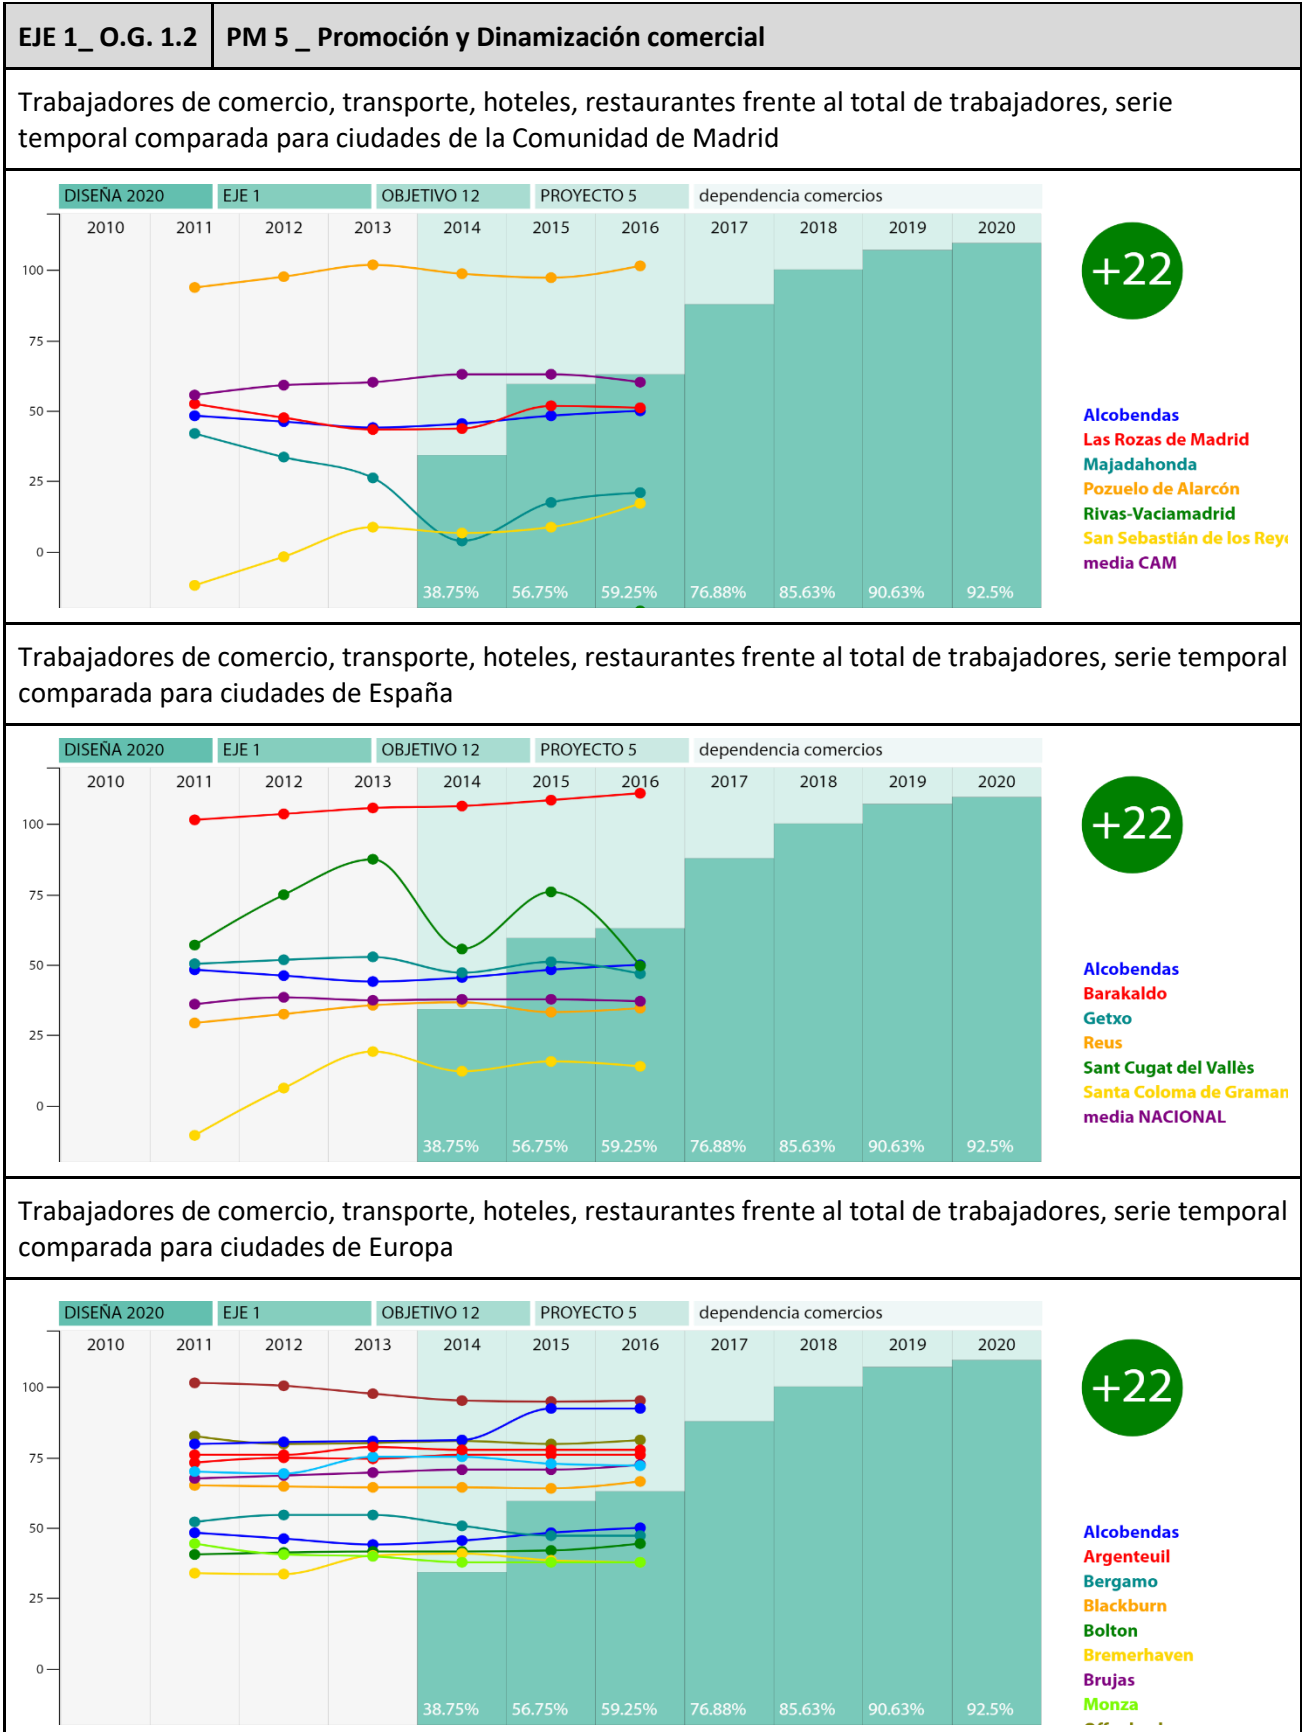 EJE 1_ O.G. 1.2 PM 5 _ Promoción y Dinamización comercial
Trabajadores de comercio, transporte, hoteles, restaurantes frente al total de trabajadores, serie
temporal comparada para ciudades de la Comunidad de Madrid
DISEÑA 2020 EJE 1 OBJETIVO 12 PROYECTO 5 dependencia comercios
2010 2011 2012 2013 2014 2015 2016 2017 2018 2019 2020
100
75
50
25
0
38.75% 56.75% 59.25% 76.88% 85.63% 90.63% 92.5%
+22
Alcobendas
Las Rozas de Madrid
Majadahonda
Pozuelo de Alarcón
Rivas-Vaciamadrid
San Sebastián de los Reye
media CAM
Trabajadores de comercio, transporte, hoteles, restaurantes frente al total de trabajadores, serie temporal
comparada para ciudades de España
DISEÑA 2020 EJE 1 OBJETIVO 12 PROYECTO 5 dependencia comercios
2010 2011 2012 2013 2014 2015 2016 2017 2018 2019 2020
100
75
50
25
0
38.75% 56.75% 59.25% 76.88% 85.63% 90.63% 92.5%
+22
Alcobendas
Barakaldo
Getxo
Reus
Sant Cugat del Vallès
Santa Coloma de Graman
media NACIONAL
Trabajadores de comercio, transporte, hoteles, restaurantes frente al total de trabajadores, serie temporal
comparada para ciudades de Europa
DISEÑA 2020 EJE 1 OBJETIVO 12 PROYECTO 5 dependencia comercios
2010 2011 2012 2013 2014 2015 2016 2017 2018 2019 2020
100
75
50
25
0
38.75% 56.75% 59.25% 76.88% 85.63% 90.63% 92.5%
+22
Alcobendas
Argenteuil
Bergamo
Blackburn
Bolton
Bremerhaven
Brujas
Monza